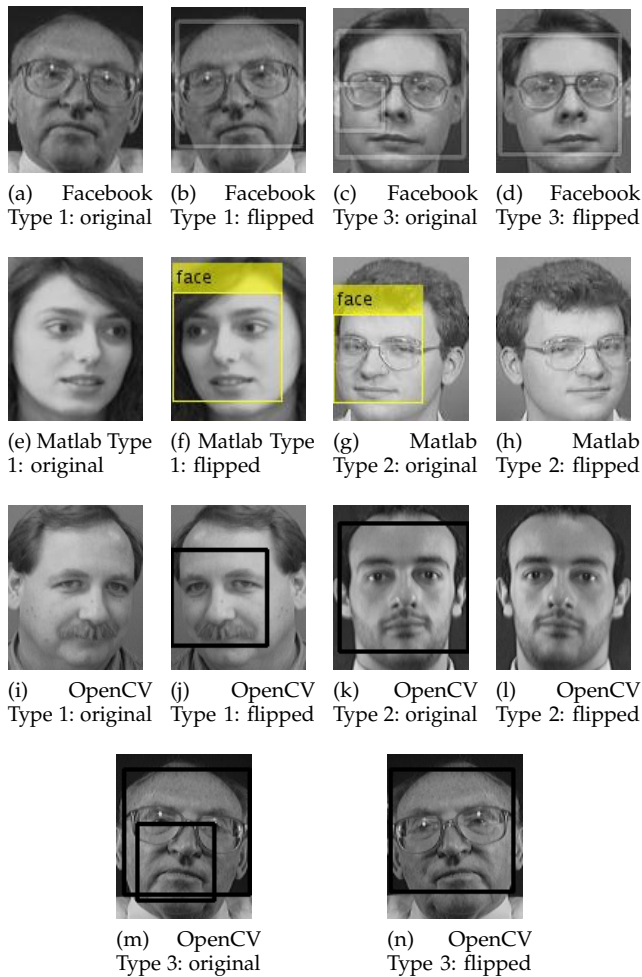 (a) Facebook
Type 1: original
(b) Facebook
Type 1: flipped
(c) Facebook
Type 3: original
(d) Facebook
Type 3: flipped
face
face
(e) Matlab Type
1: original
(f) Matlab Type
1: flipped
(g) Matlab
Type 2: original
(h) Matlab
Type 2: flipped
(i) OpenCV
Type 1: original
(j) OpenCV
Type 1: flipped
(k) OpenCV
Type 2: original
(l) OpenCV
Type 2: flipped
(m) OpenCV
Type 3: original
(n) OpenCV
Type 3: flipped